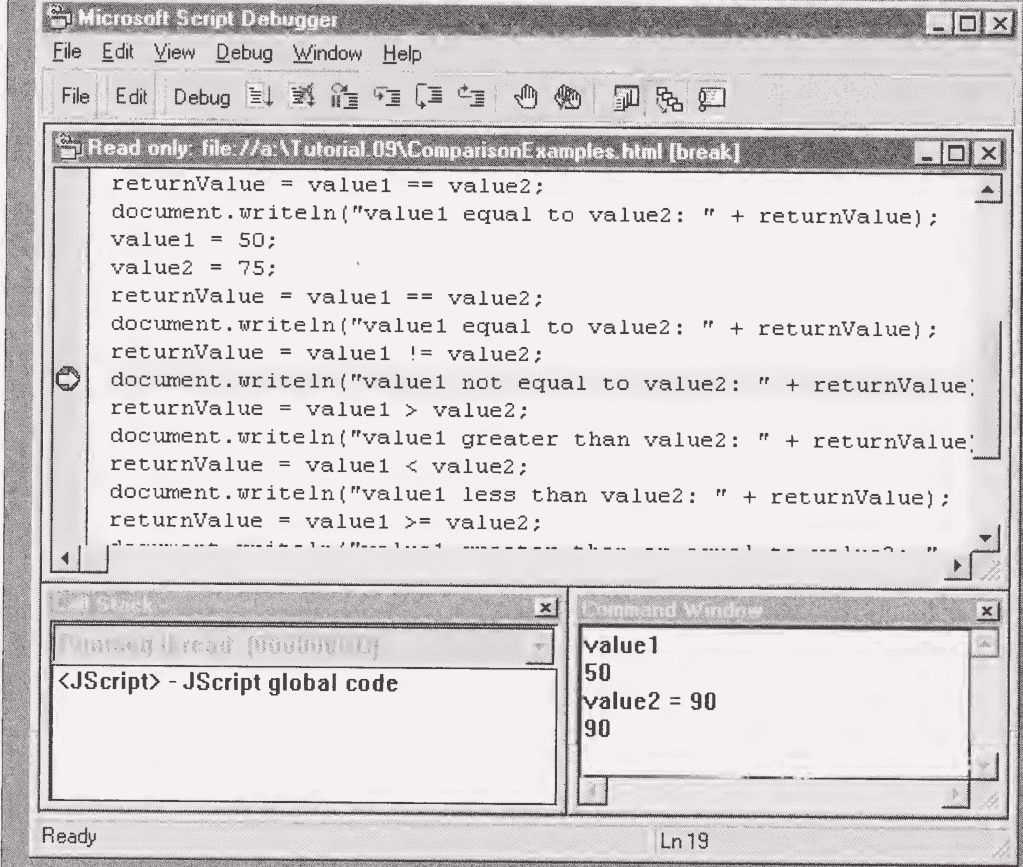 Microsoft Script Debugger
File Edit View Debug Window Help
File Edit Debug
Read only: file://a:\Tutorial.09\ComparisonExamples.html [break]
returnValue = value1 == value2;
document.writeln("value1 equal to value2: " + returnValue);
value1 = 50;
value2 = 75;
returnValue = value1 == value2;
document.writeln("value1 equal to value2: " + returnValue);
returnValue = value1 != value2;
document.writeln("value1 not equal to value2: " + returnValue)
returnValue = value1 > value2;
document.writeln("value1 greater than value2: " + returnValue)
returnValue = value1 < value2;
document.writeln("value1 less than value2: " + returnValue);
returnValue = value1 >= value2;
Call Stack
<JScript> - JScript global code
Command Window
value1
50
value2 = 90
90
Ready
Ln 19